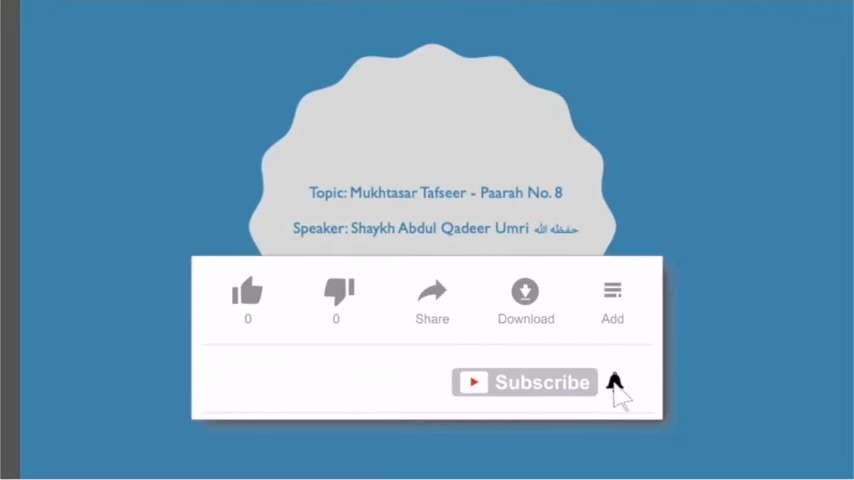 Topic: Mukhtasar Tafseer - Paarah No. 8
Speaker: Shaykh Abdul Qadeer Umri حفظه الله
0
0
Share
Download
Add
Subscribe